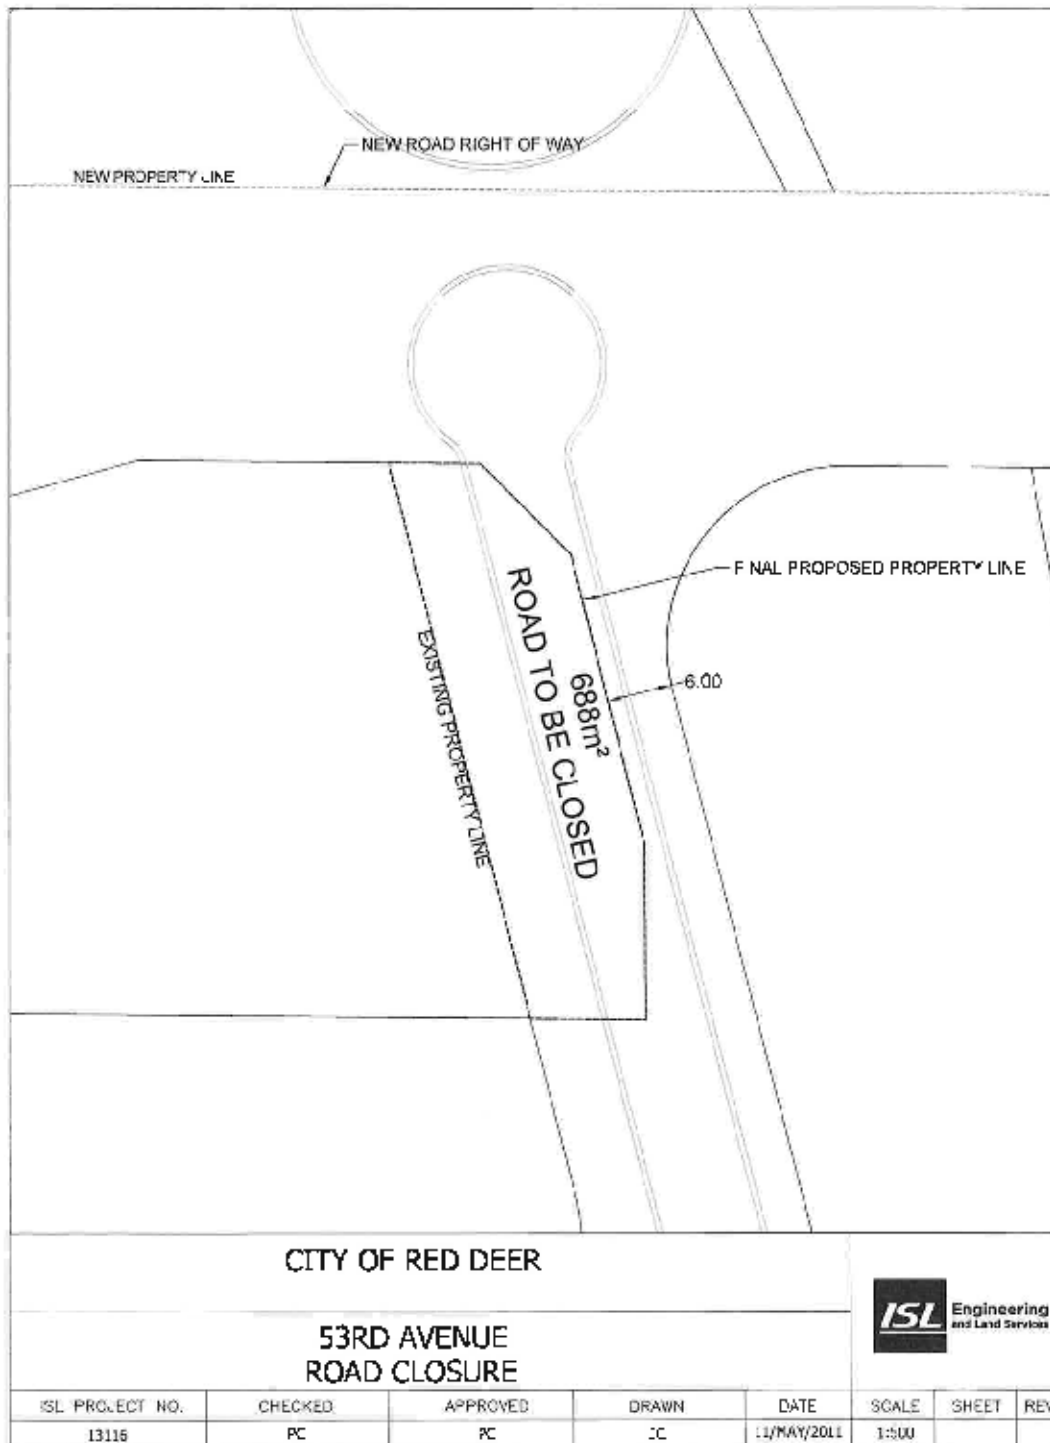 NEW ROAD RIGHT OF WAY
NEW PROPERTY LINE
F NAL PROPOSED PROPERTY LINE
EXISTING PROPERTY LINE
688m²
ROAD TO BE CLOSED
6.00
CITY OF RED DEER
53RD AVENUE
ROAD CLOSURE
ISL Engineering
and Land Services
ISL PROJECT NO. CHECKED APPROVED DRAWN DATE SCALE SHEET REV
13116 PC PC 11/MAY/2011 1:500